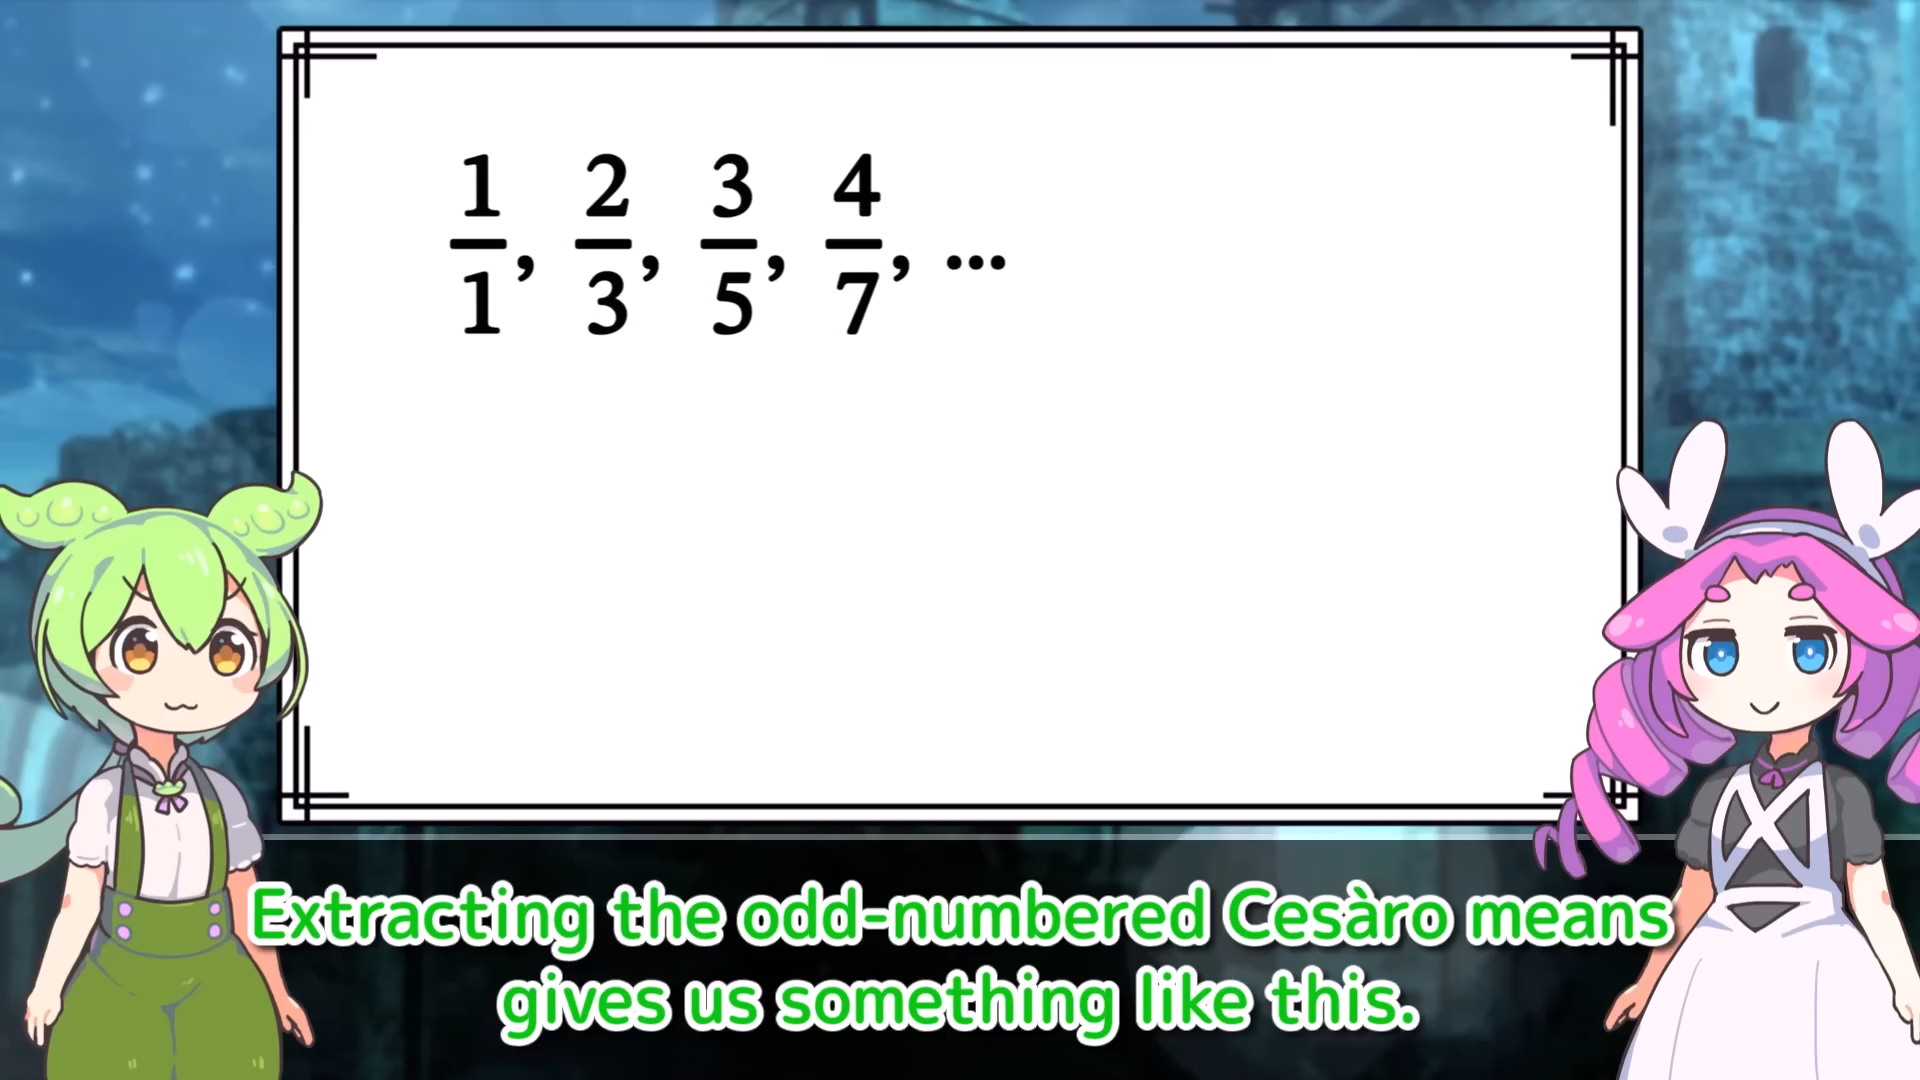 1/1, 2/3, 3/5, 4/7, ...
Extracting the odd-numbered Cesàro means
gives us something like this.